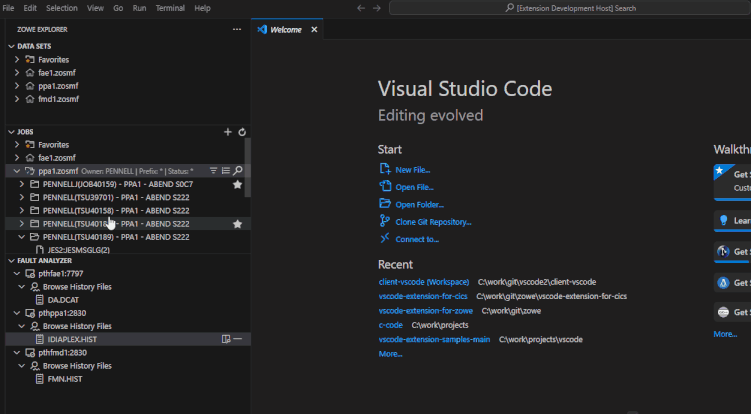 File Edit Selection View Go Run Terminal Help
[Extension Development Host] Search
ZOWE EXPLORER
Welcome
DATA SETS
Favorites
fae1.zosmf
ppa1.zosmf
fmd1.zosmf
JOBS
Favorites
fae1.zosmf
ppa1.zosmf Owner: PENNELL | Prefix: * | Status: *
PENNELLJ(JOB40159) - PPA1 - ABEND S0C7
PENNELL(TSU39701) - PPA1 - ABEND S222
PENNELL(TSU40158) - PPA1 - ABEND S222
PENNELL(TSU4018 - PPA1 - ABEND S222
PENNELL(TSU40189) - PPA1 - ABEND S222
JES2:JESMSGLG(2)
FAULT ANALYZER
pthfae1:7797
Browse History Files
DA.DCAT
pthppa1:2830
Browse History Files
IDIAPLEX.HIST
pthfmd1:2830
Browse History Files
FMN.HIST
Visual Studio Code
Editing evolved
Start
New File...
Open File...
Open Folder...
Clone Git Repository...
Connect to...
Recent
client-vscode (Workspace) C:\work\git\vscode2\client-vscode
vscode-extension-for-cics C:\work\git\zowe\vscode-extension-for-cics
vscode-extension-for-zowe C:\work\git\zowe
c-code C:\work\projects
vscode-extension-samples-main C:\work\projects\vscode
More...
Walkthr
Get S
Custo
Lear
Get S
Get S
Get S
More...